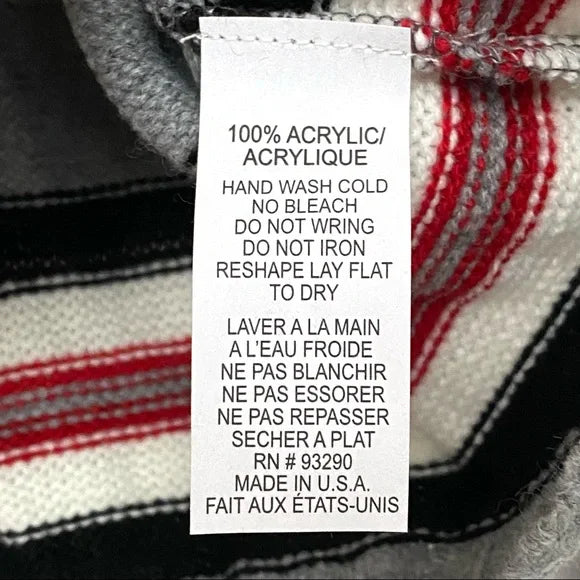 100% ACRYLIC/
ACRYLIQUE
HAND WASH COLD
NO BLEACH
DO NOT WRING
DO NOT IRON
RESHAPE LAY FLAT
TO DRY
LAVER A LA MAIN
A L'EAU FROIDE
NE PAS BLANCHIR
NE PAS ESSORER
NE PAS REPASSER
SECHER A PLAT
RN # 93290
MADE IN U.S.A.
FAIT AUX ÉTATS-UNIS